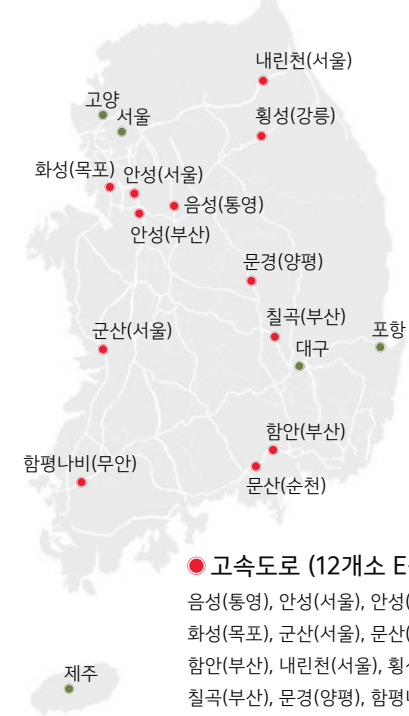 내린천(서울)
고양
서울
횡성(강릉)
화성(목포)
안성(서울)
음성(통영)
안성(부산)
문경(양평)
칠곡(부산)
포항
군산(서울)
대구
함안(부산)
함평나비(무안)
문산(순천)
고속도로 (12개소
음성(통영), 안성(서울), 안성(
화성(목포), 군산(서울), 문산(
함안(부산), 내린천(서울), 횡성
제주
칠곡(부산), 문경(양평), 함평